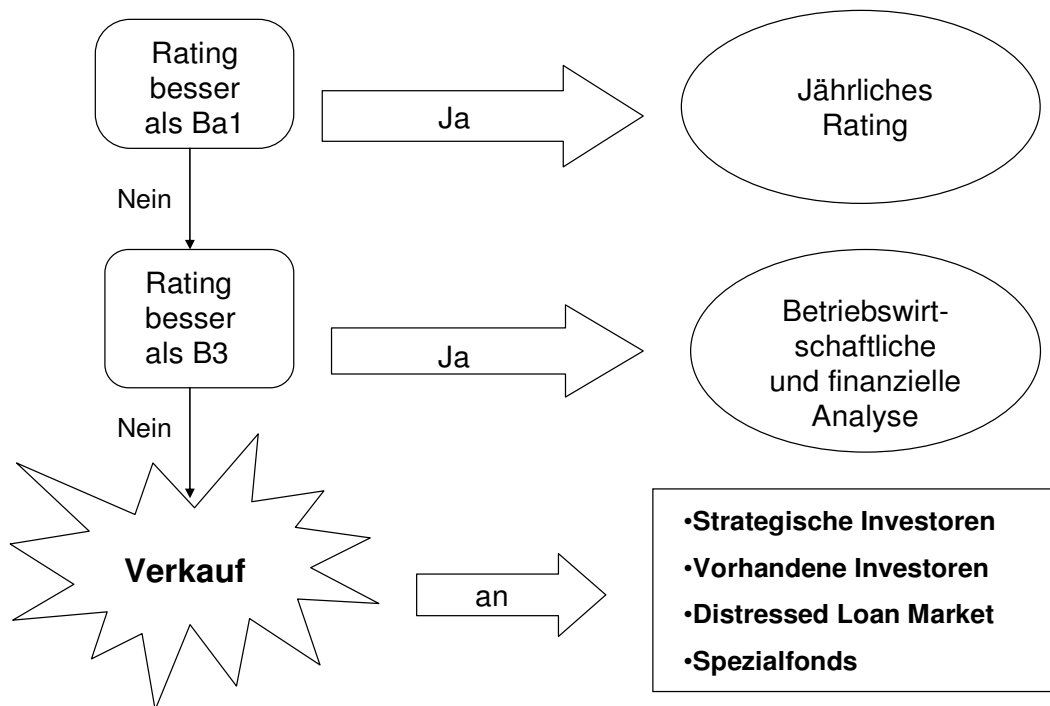 Rating
besser
als Ba1
Ja
Jährliches
Rating
Nein
Rating
besser
als B3
Ja
Betriebswirt-
schaftliche
und finanzielle
Analyse
Nein
Verkauf
an
•Strategische Investoren
•Vorhandene Investoren
•Distressed Loan Market
•Spezialfonds